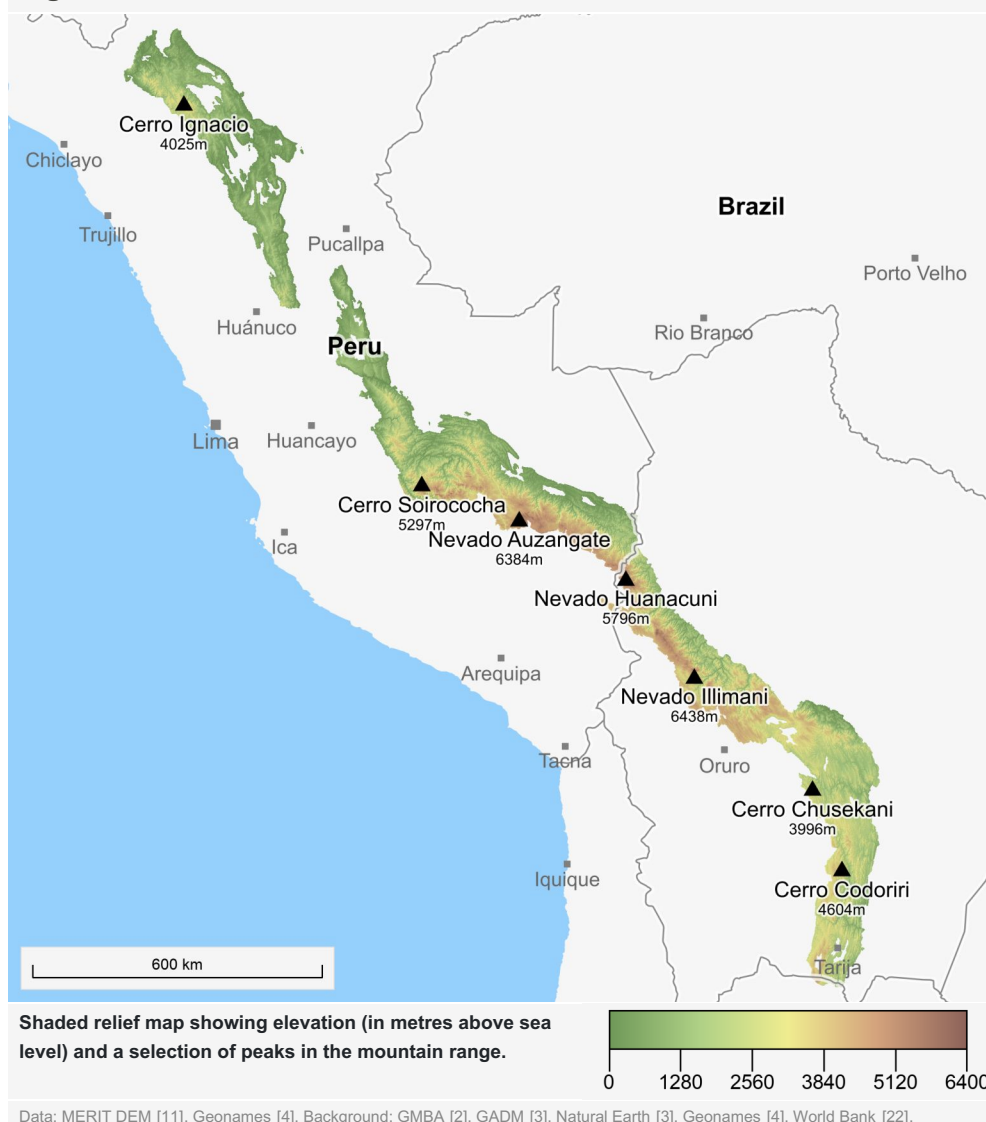 Cerro Ignacio
4025m
Chiclayo
Brazil
Trujillo
Pucallpa
Porto Velho
Huánuco
Rio Branco
Peru
Lima
Huancayo
Cerro Soirococha
5297m
Nevado Auzangate
6384m
Ica
Nevado Huanacuni
5796m
Arequipa
Nevado Illimani
6438m
Tacna
Oruro
Cerro Chusekani
3996m
Iquique
Cerro Codoriri
4604m
Tarija
600 km
Shaded relief map showing elevation (in metres above sea
level) and a selection of peaks in the mountain range.
0 1280 2560 3840 5120 6400
Data: MERIT DEM [11], Geonames [4]. Background: GMBA [2], GADM [3], Natural Earth [3], Geonames [4], World Bank [22].